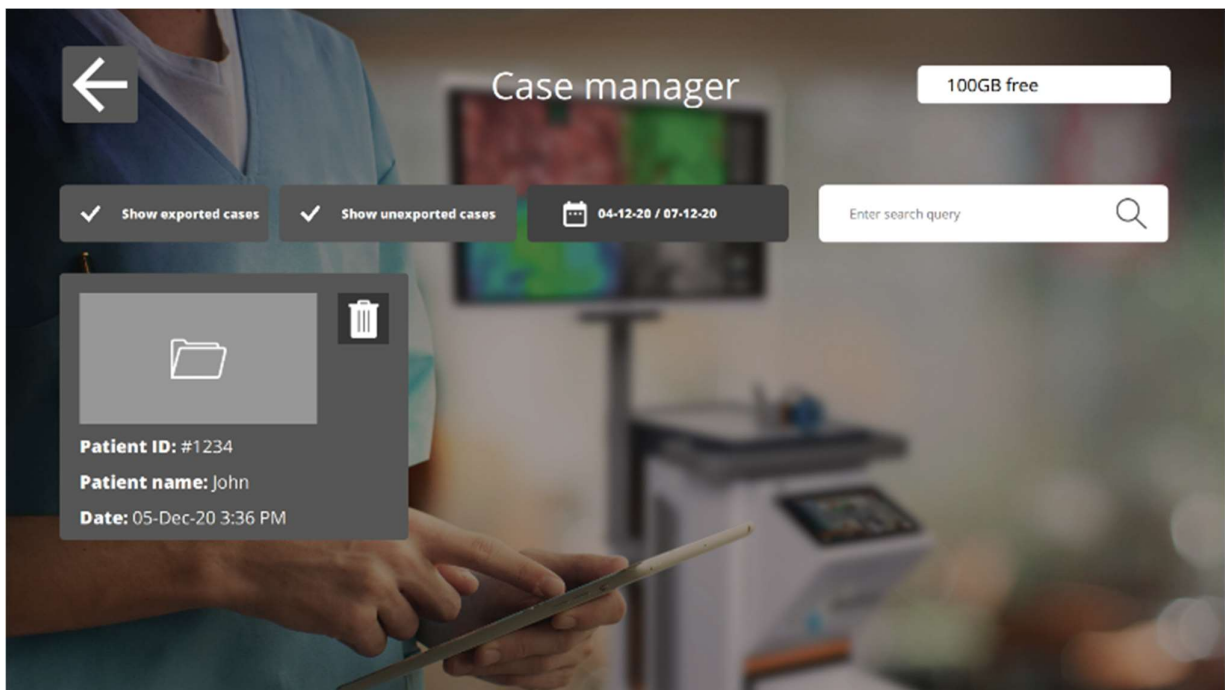 Case manager
100GB free
Show exported cases
Show unexported cases
04-12-20 / 07-12-20
Enter search query
Patient ID: #1234
Patient name: John
Date: 05-Dec-20 3:36 PM